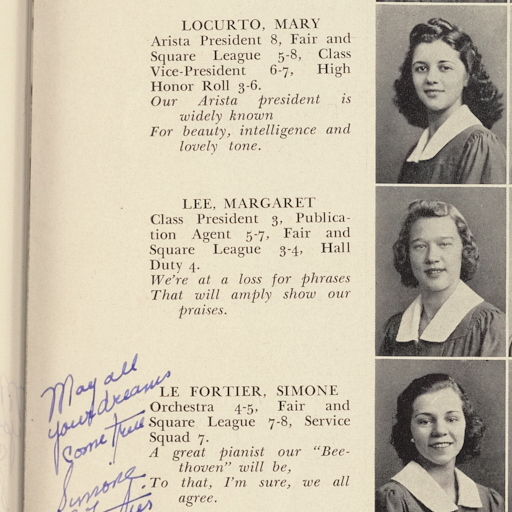 LOCURTO, MARY
Arista President 8, Fair and
Square League 5-8, Class
Vice-President 6-7, High
Honor Roll 3-6.
Our Arista president is
widely known
For beauty, intelligence and
lovely tone.
LEE, MARGARET
Class President 3, Publica-
tion Agent 5-7, Fair and
Square League 3-4, Hall
Duty 4.
We're at a loss for phrases
That will amply show our
praises.
LE FORTIER, SIMONE
Orchestra 4-5, Fair and
Square League 7-8, Service
Squad 7.
A great pianist our "Bee-
thoven" will be,
To that, I'm sure, we all
agree.
May all
your dreams
come true
Simone